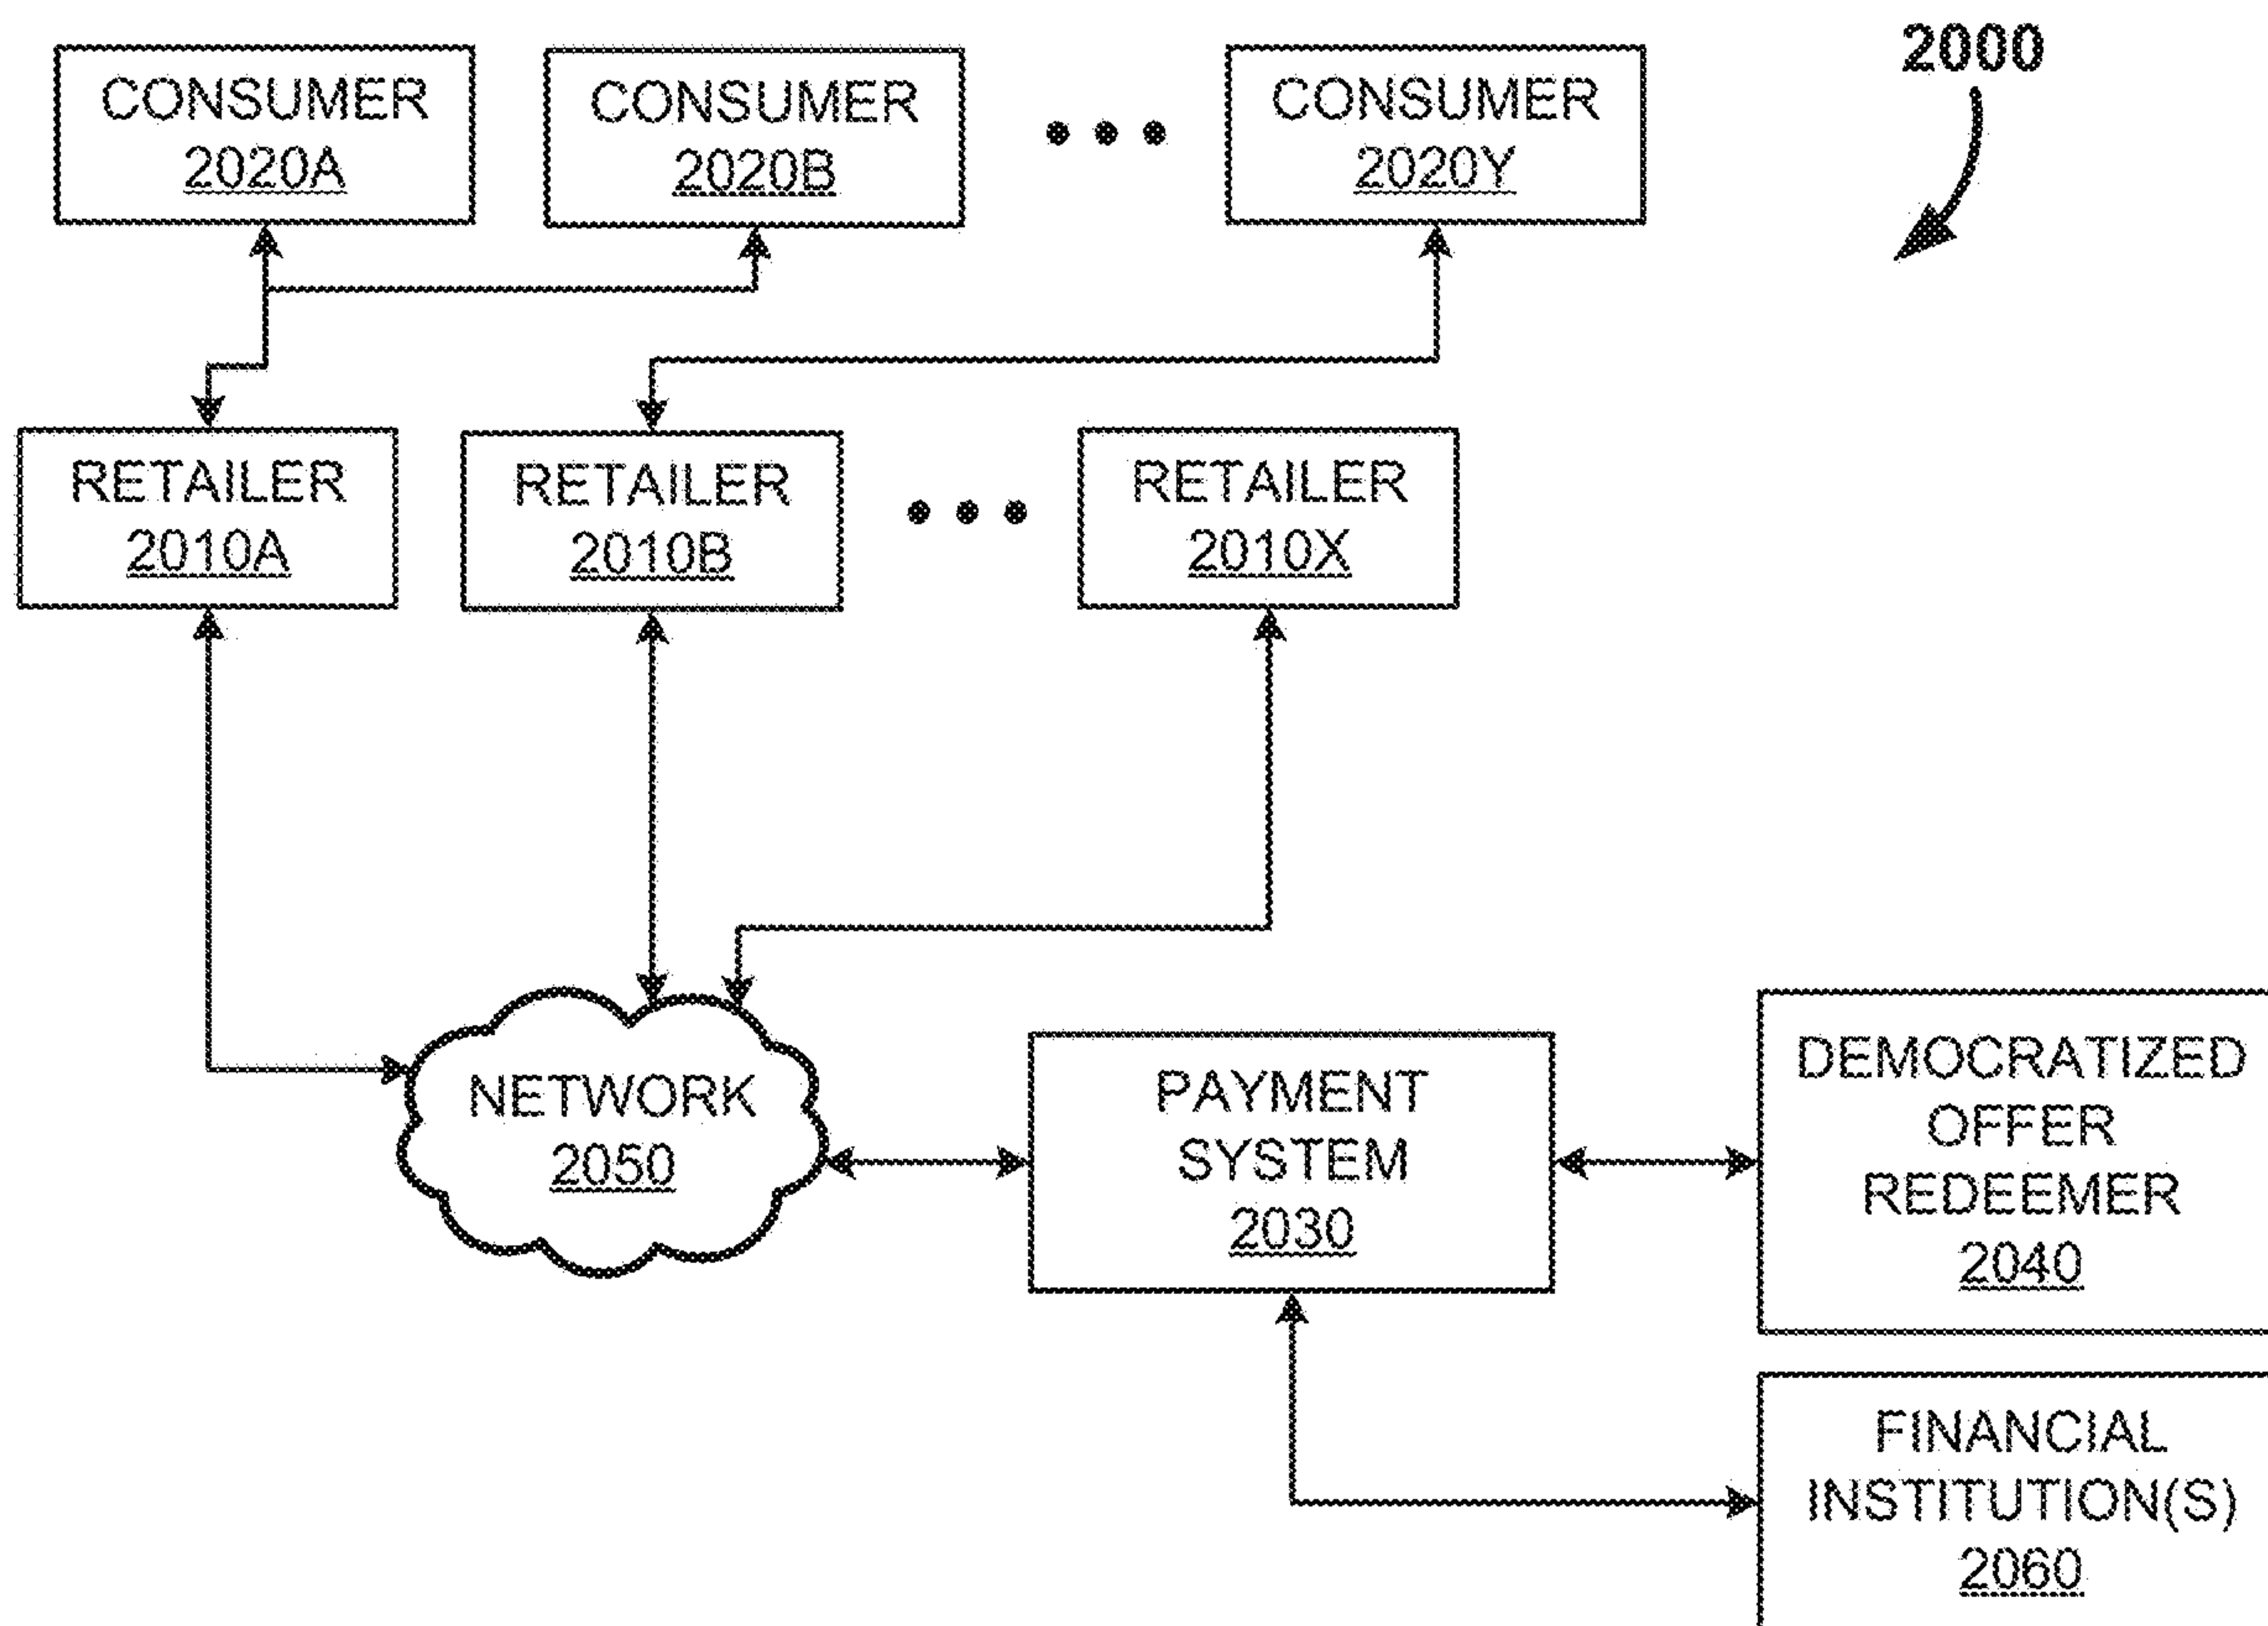 2000
CONSUMER
2020A
CONSUMER
2020B
CONSUMER
2020Y
RETAILER
2010A
RETAILER
2010B
RETAILER
2010X
NETWORK
2050
PAYMENT
SYSTEM
2030
DEMOCRATIZED
OFFER
REDEEMER
2040
FINANCIAL
INSTITUTION(S)
2060